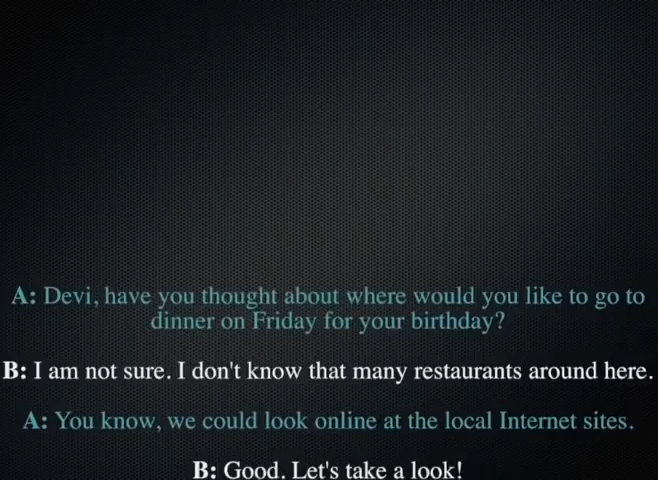 A: Devi, have you thought about where would you like to go to
dinner on Friday for your birthday?
B: I am not sure. I don't know that many restaurants around here.
A: You know, we could look online at the local Internet sites.
B: Good. Let's take a look!